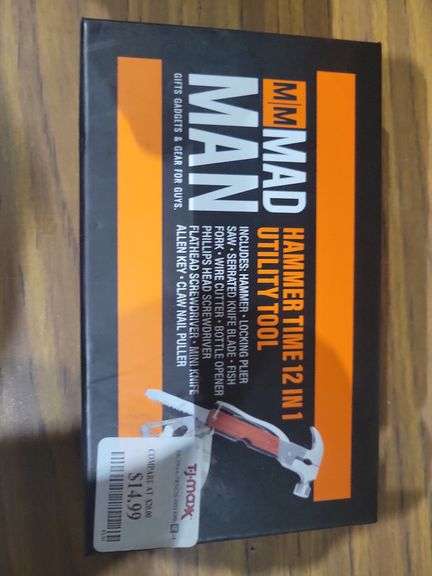 M|M MAD
MAN
GIFTS GADGETS & GEAR FOR GUYS.
HAMMER TIME 12 IN 1
UTILITY TOOL
INCLUDES: HAMMER • LOCKING PLIER
SAW • SERRATED KNIFE BLADE • FISH
FORK • WIRE CUTTER • BOTTLE OPENER
PHILLIPS HEAD SCREWDRIVER
FLATHEAD SCREWDRIVER • MINI KNIFE
ALLEN KEY • CLAW NAIL PULLER
T.J.maxx
COMPARE AT $20.00
$14.99